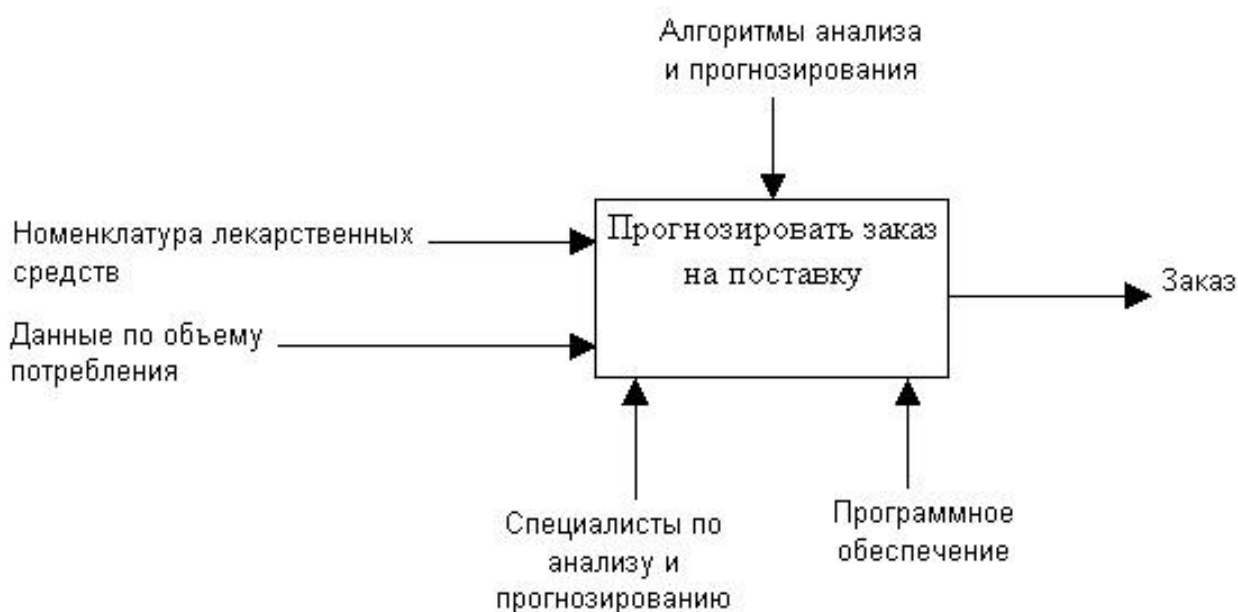 Алгоритмы анализа
и прогнозирования
Номенклатура лекарственных
средств
Данные по объему
потребления
Прогнозировать заказ
на поставку
Заказ
Специалисты по
анализу и
прогнозированию
Программное
обеспечение